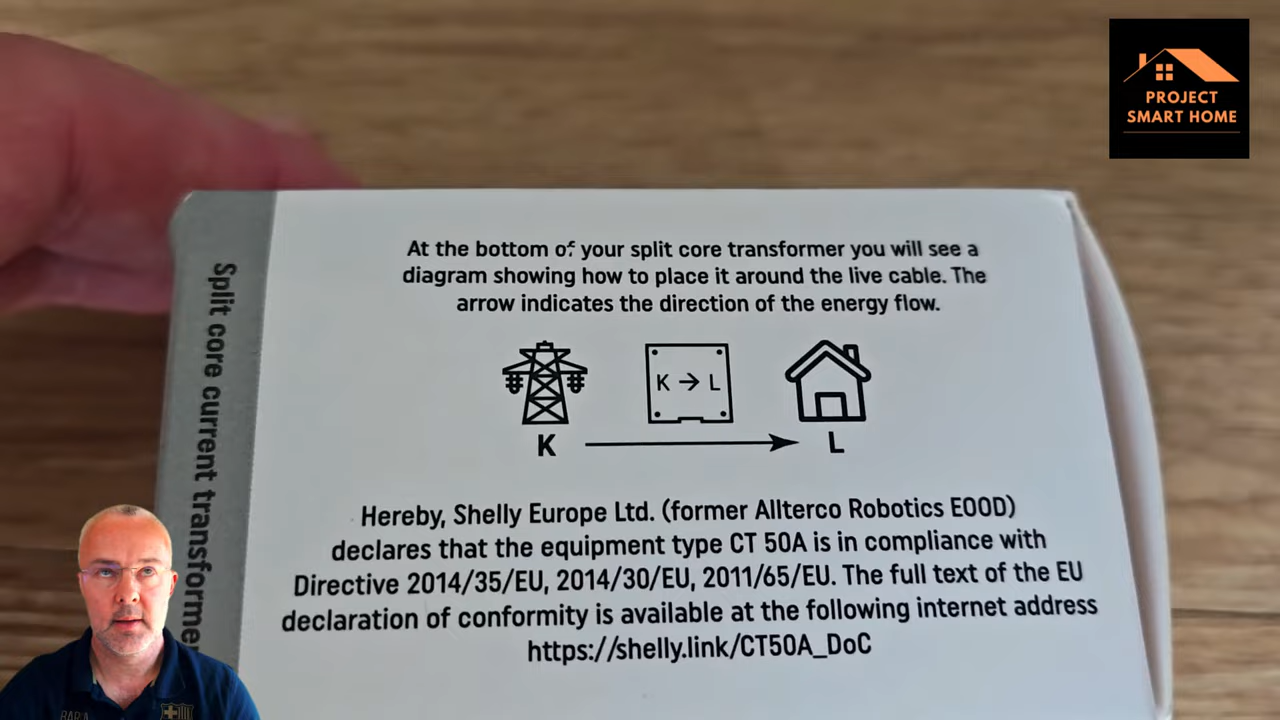 PROJECT
SMART HOME
At the bottom of your split core transformer you will see a
diagram showing how to place it around the live cable. The
arrow indicates the direction of the energy flow.
K → L
K
L
Hereby, Shelly Europe Ltd. (former Allterco Robotics EOOD)
declares that the equipment type CT 50A is in compliance with
Directive 2014/35/EU, 2014/30/EU, 2011/65/EU. The full text of the EU
declaration of conformity is available at the following internet address
https://shelly.link/CT50A_DoC
Split core current transformer